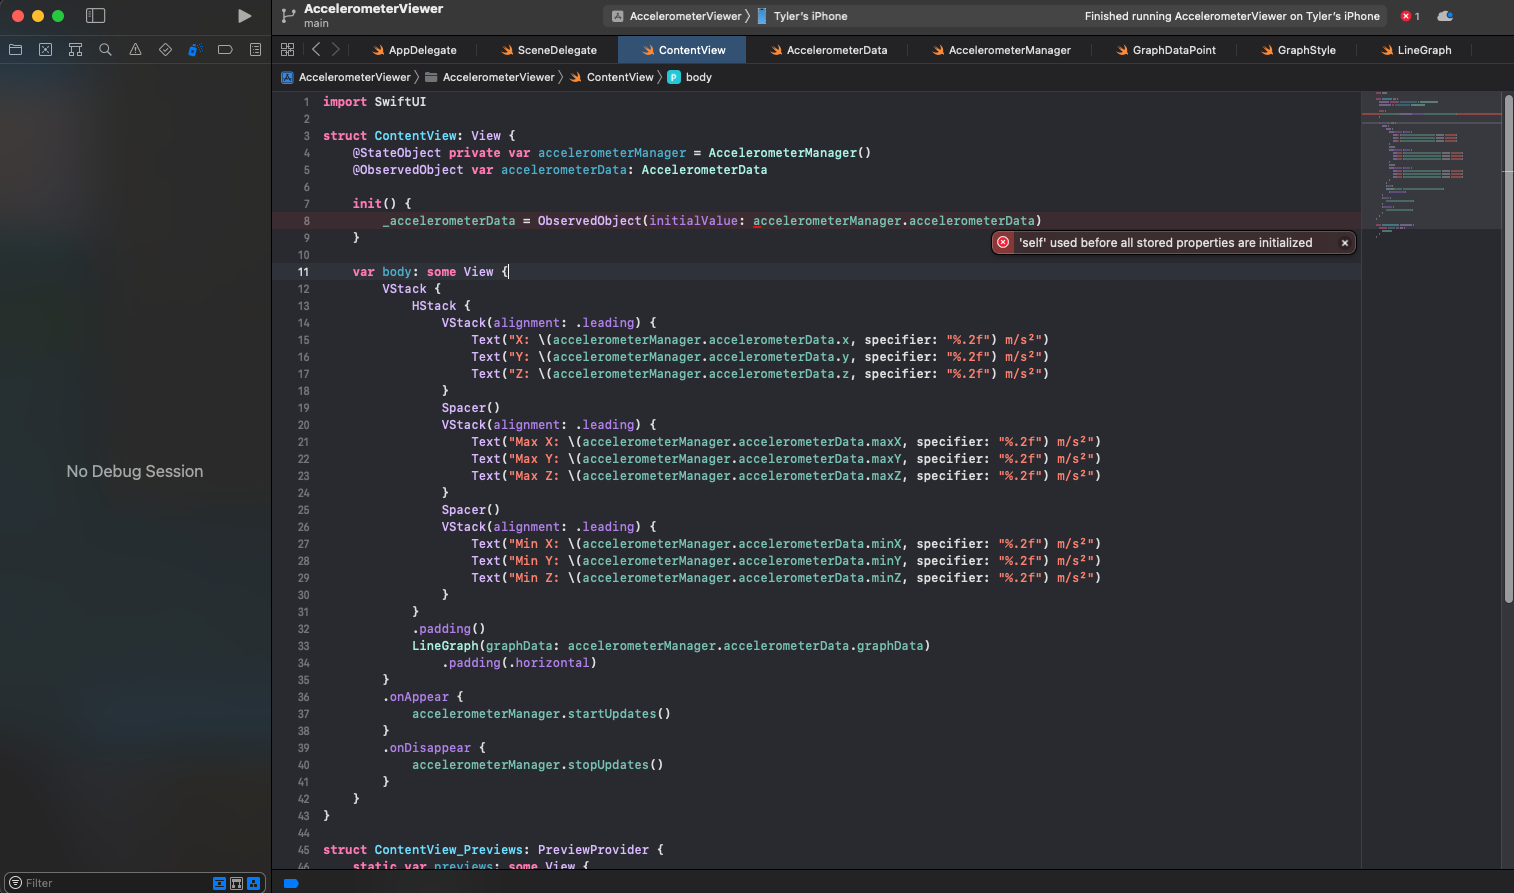 AccelerometerViewer
main
AccelerometerViewer
Tyler's iPhone
Finished running AccelerometerViewer on Tyler's iPhone
1
AppDelegate
SceneDelegate
ContentView
AccelerometerData
AccelerometerManager
GraphDataPoint
GraphStyle
LineGraph
AccelerometerViewer
AccelerometerViewer
ContentView
P body
1 import SwiftUI
2
3 struct ContentView: View {
4 @StateObject private var accelerometerManager = AccelerometerManager()
5 @ObservedObject var accelerometerData: AccelerometerData
6
7 init() {
8 _accelerometerData = ObservedObject(initialValue: accelerometerManager.accelerometerData)
9 }
'self' used before all stored properties are initialized
10
11 var body: some View {
12 VStack {
13 HStack {
14 VStack(alignment: .leading) {
15 Text("X: \(accelerometerManager.accelerometerData.x, specifier: "%.2f") m/s²")
16 Text("Y: \(accelerometerManager.accelerometerData.y, specifier: "%.2f") m/s²")
17 Text("Z: \(accelerometerManager.accelerometerData.z, specifier: "%.2f") m/s²")
18 }
19 Spacer()
20 VStack(alignment: .leading) {
21 Text("Max X: \(accelerometerManager.accelerometerData.maxX, specifier: "%.2f") m/s²")
22 Text("Max Y: \(accelerometerManager.accelerometerData.maxY, specifier: "%.2f") m/s²")
23 Text("Max Z: \(accelerometerManager.accelerometerData.maxZ, specifier: "%.2f") m/s²")
24 }
25 Spacer()
26 VStack(alignment: .leading) {
27 Text("Min X: \(accelerometerManager.accelerometerData.minX, specifier: "%.2f") m/s²")
28 Text("Min Y: \(accelerometerManager.accelerometerData.minY, specifier: "%.2f") m/s²")
29 Text("Min Z: \(accelerometerManager.accelerometerData.minZ, specifier: "%.2f") m/s²")
30 }
31 }
32 .padding()
33 LineGraph(graphData: accelerometerManager.accelerometerData.graphData)
34 .padding(.horizontal)
35 }
36 .onAppear {
37 accelerometerManager.startUpdates()
38 }
39 .onDisappear {
40 accelerometerManager.stopUpdates()
41 }
42 }
43 }
44
45 struct ContentView_Previews: PreviewProvider {
46 static var previews: some View {
No Debug Session
Filter